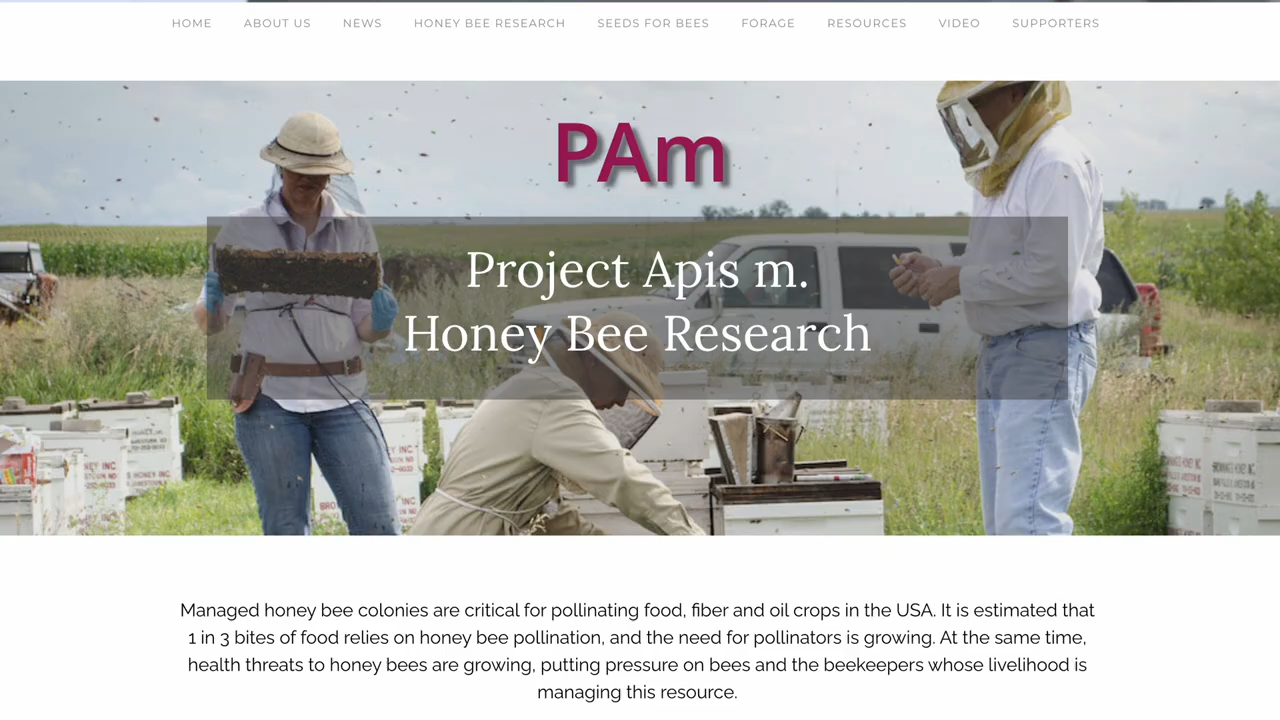 HOME ABOUT US NEWS HONEY BEE RESEARCH SEEDS FOR BEES FORAGE RESOURCES VIDEO SUPPORTERS
PAm
Project Apis m.
Honey Bee Research
Managed honey bee colonies are critical for pollinating food, fiber and oil crops in the USA. It is estimated that
1 in 3 bites of food relies on honey bee pollination, and the need for pollinators is growing. At the same time,
health threats to honey bees are growing, putting pressure on bees and the beekeepers whose livelihood is
managing this resource.